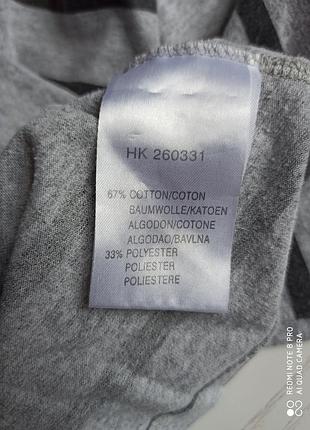 HK 260331
67% COTTON/COTON
BAUMWOLLE/KATOEN
ALGODON/COTONE
ALGODAO/BAVLNA
33% POLYESTER
POLIESTER
POLIESTERE
REDMI NOTE 8 PRO
AI QUAD CAMERA